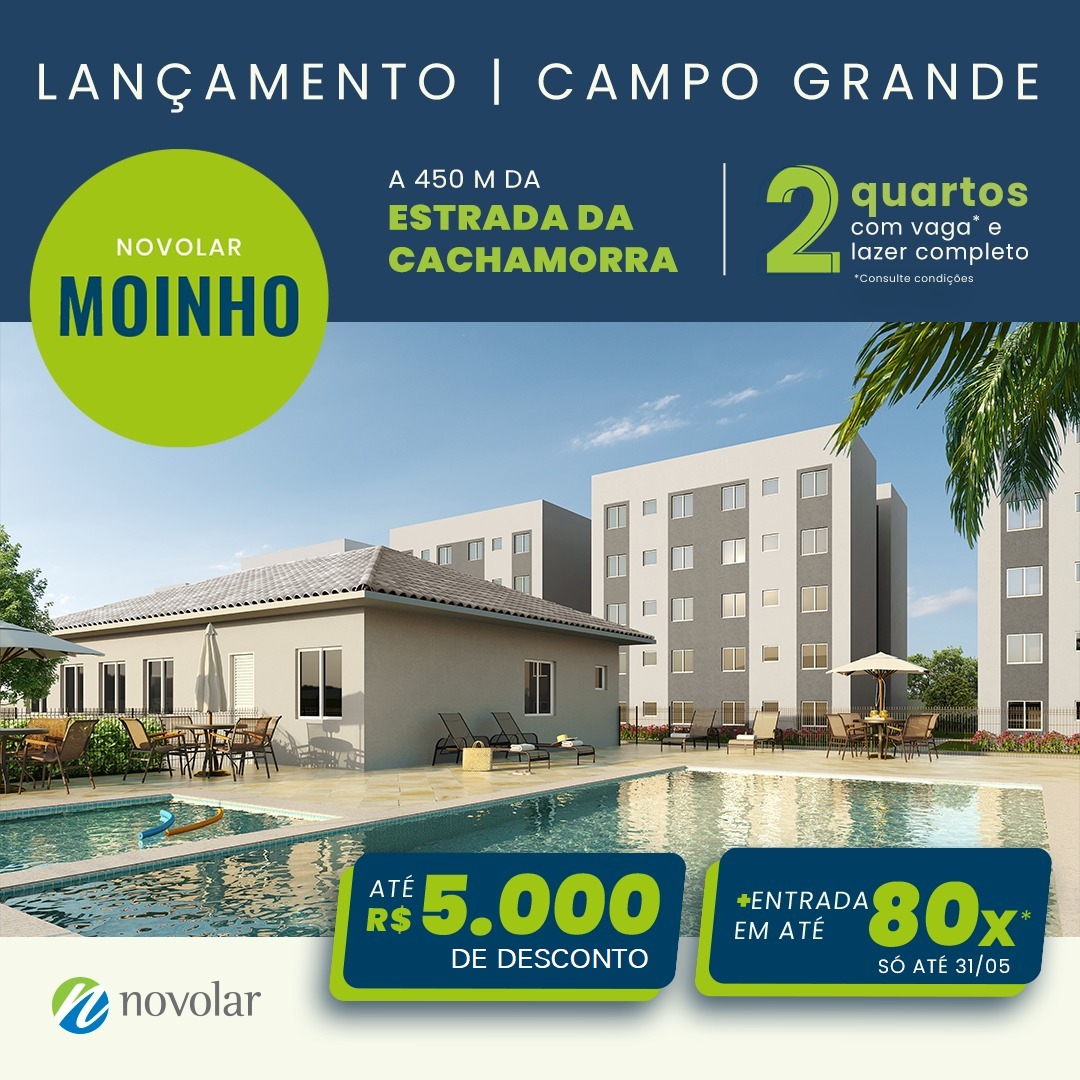 LANÇAMENTO | CAMPO GRANDE
NOVOLAR
MOINHO
A 450 M DA
ESTRADA DA
CACHAMORRA
2 quartos
com vaga* e
lazer completo
*Consulte condições
ATÉ
R$ 5.000
DE DESCONTO
+ENTRADA
EM ATÉ 80x*
SÓ ATÉ 31/05
novolar